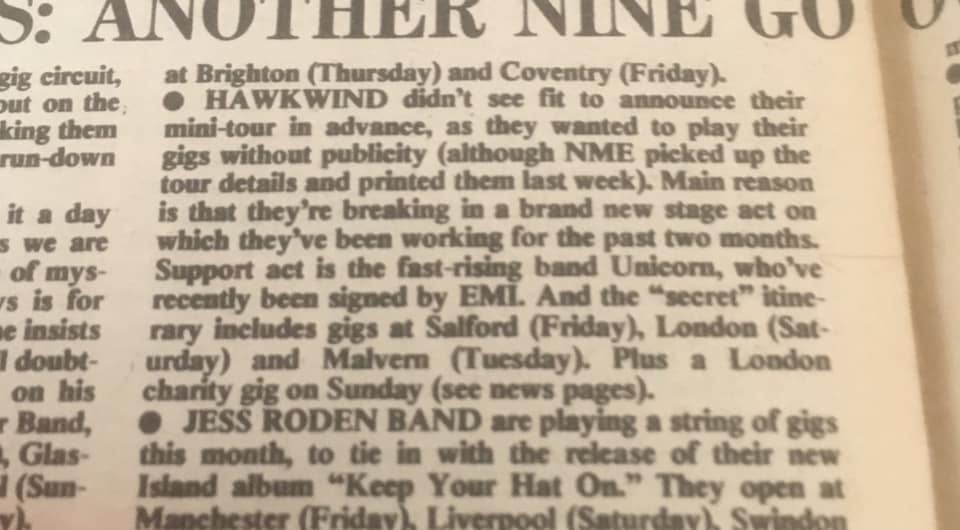 S: ANOTHER NINE GO
gig circuit,
out on the
king them
run-down
it a day
s we are
of mys-
ys is for
he insists
l doubt-
on his
r Band,
, Glas-
l (Sun-
y).
at Brighton (Thursday) and Coventry (Friday).
● HAWKWIND didn't see fit to announce their
mini-tour in advance, as they wanted to play their
gigs without publicity (although NME picked up the
tour details and printed them last week). Main reason
is that they're breaking in a brand new stage act on
which they've been working for the past two months.
Support act is the fast-rising band Unicorn, who've
recently been signed by EMI. And the “secret” itine-
rary includes gigs at Salford (Friday), London (Sat-
urday) and Malvern (Tuesday). Plus a London
charity gig on Sunday (see news pages).
● JESS RODEN BAND are playing a string of gigs
this month, to tie in with the release of their new
Island album “Keep Your Hat On.” They open at
Manchester (Friday), Liverpool (Saturday), Swindon